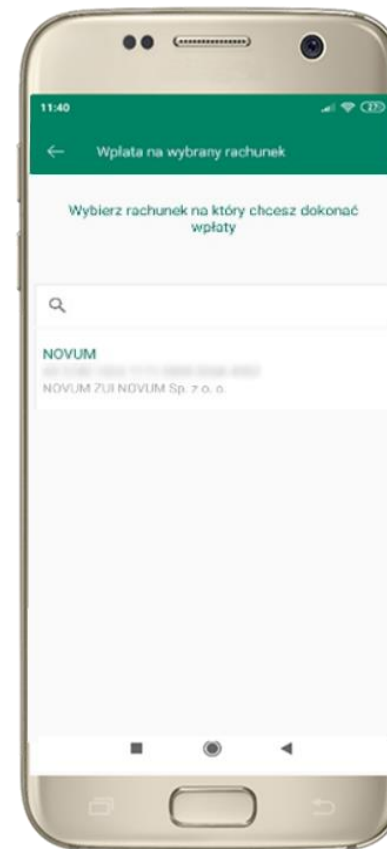 11:40
Wpłata na wybrany rachunek
Wybierz rachunek na który chcesz dokonać
wpłaty
NOVUM
NOVUM ZUI NOVUM Sp. z o. o.